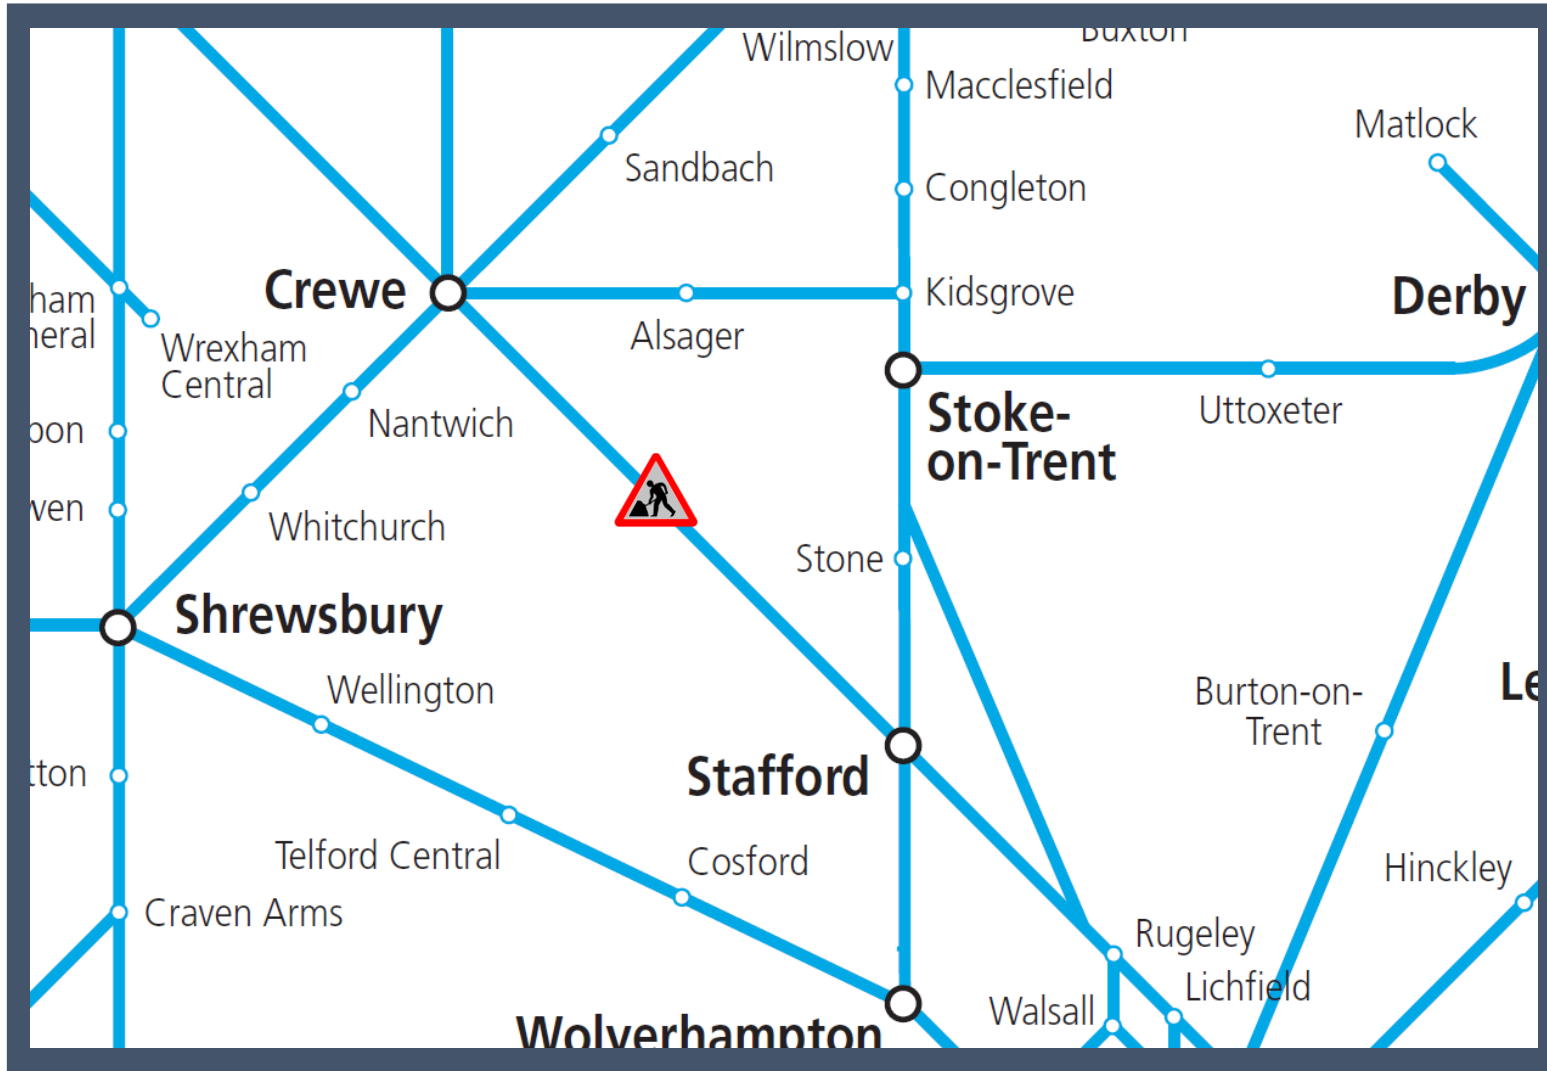 Buxton
Wilmslow
Macclesfield
Matlock
Sandbach
Congleton
Crewe
Kidsgrove
Derby
Alsager
Wrexham
Central
Nantwich
Stoke-
on-Trent
Uttoxeter
Whitchurch
Stone
Shrewsbury
Wellington
Burton-on-
Trent
Stafford
Telford Central
Cosford
Hinckley
Craven Arms
Rugeley
Lichfield
Walsall
Wolverhampton